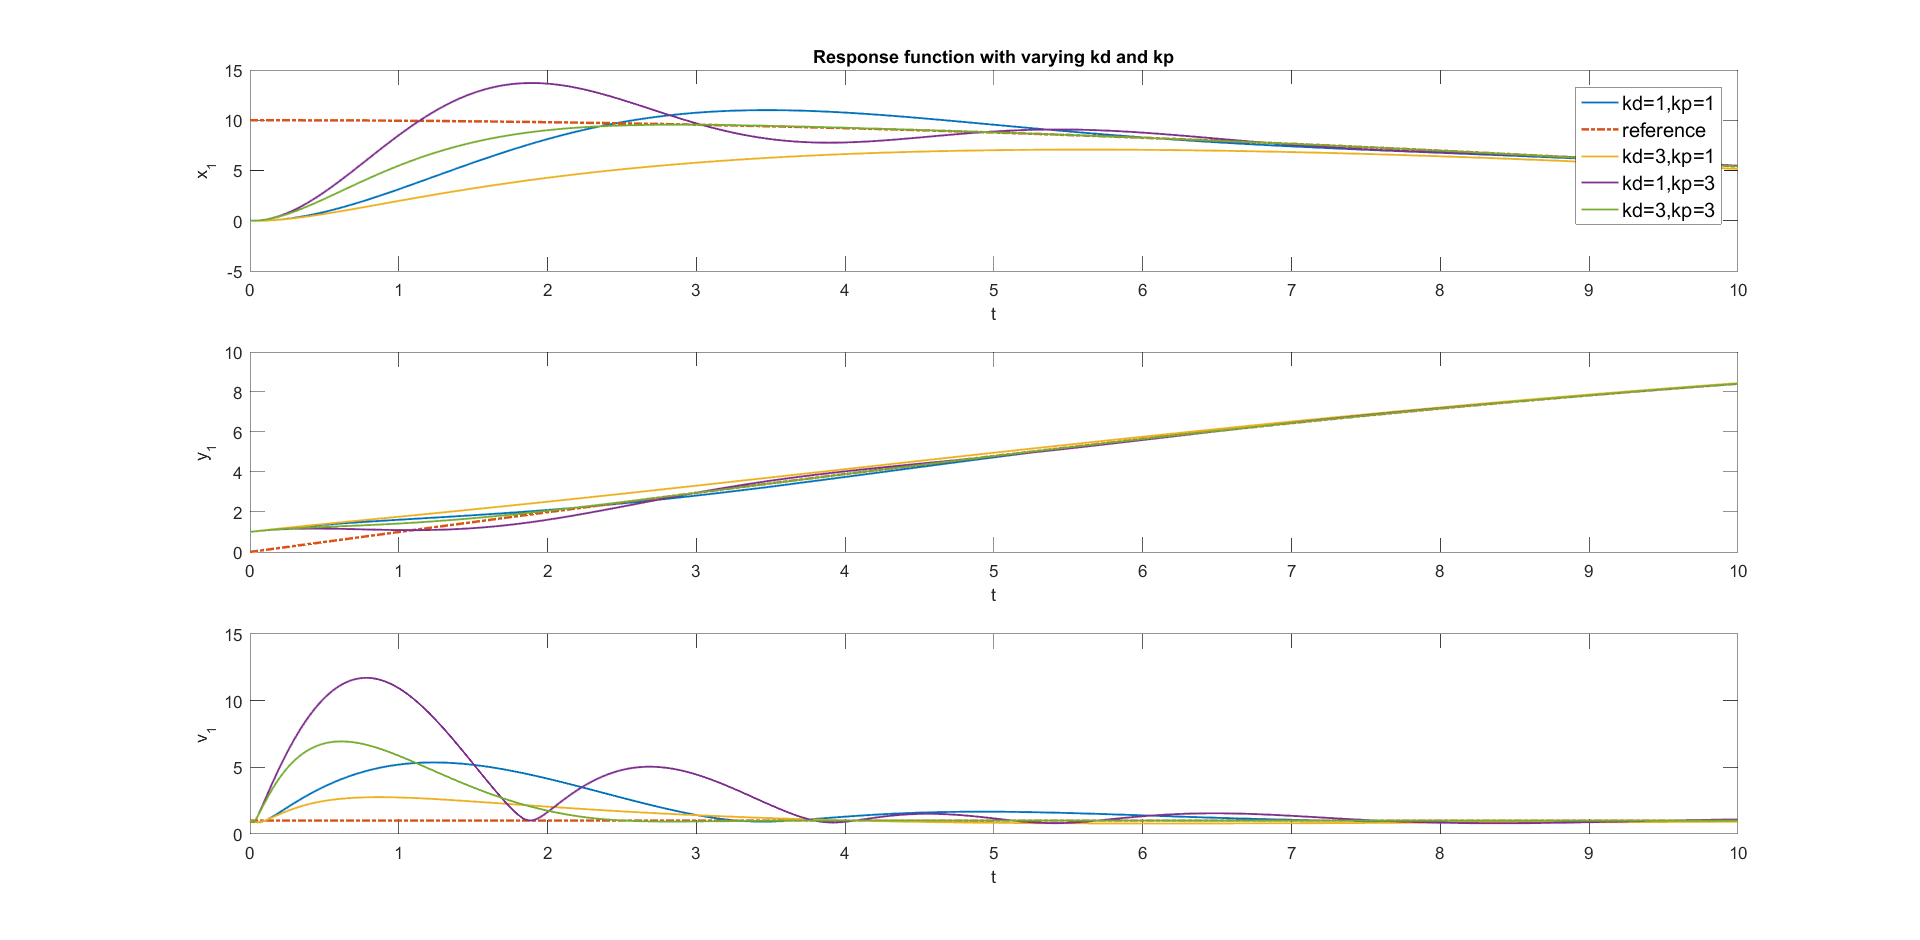 Response function with varying kd and kp
15
10
5
0
-5
x1
0 1 2 3 4 5 6 7 8 9 10
t
kd=1,kp=1
reference
kd=3,kp=1
kd=1,kp=3
kd=3,kp=3
10
8
6
4
2
0
y1
0 1 2 3 4 5 6 7 8 9 10
t
15
10
5
0
v1
0 1 2 3 4 5 6 7 8 9 10
t